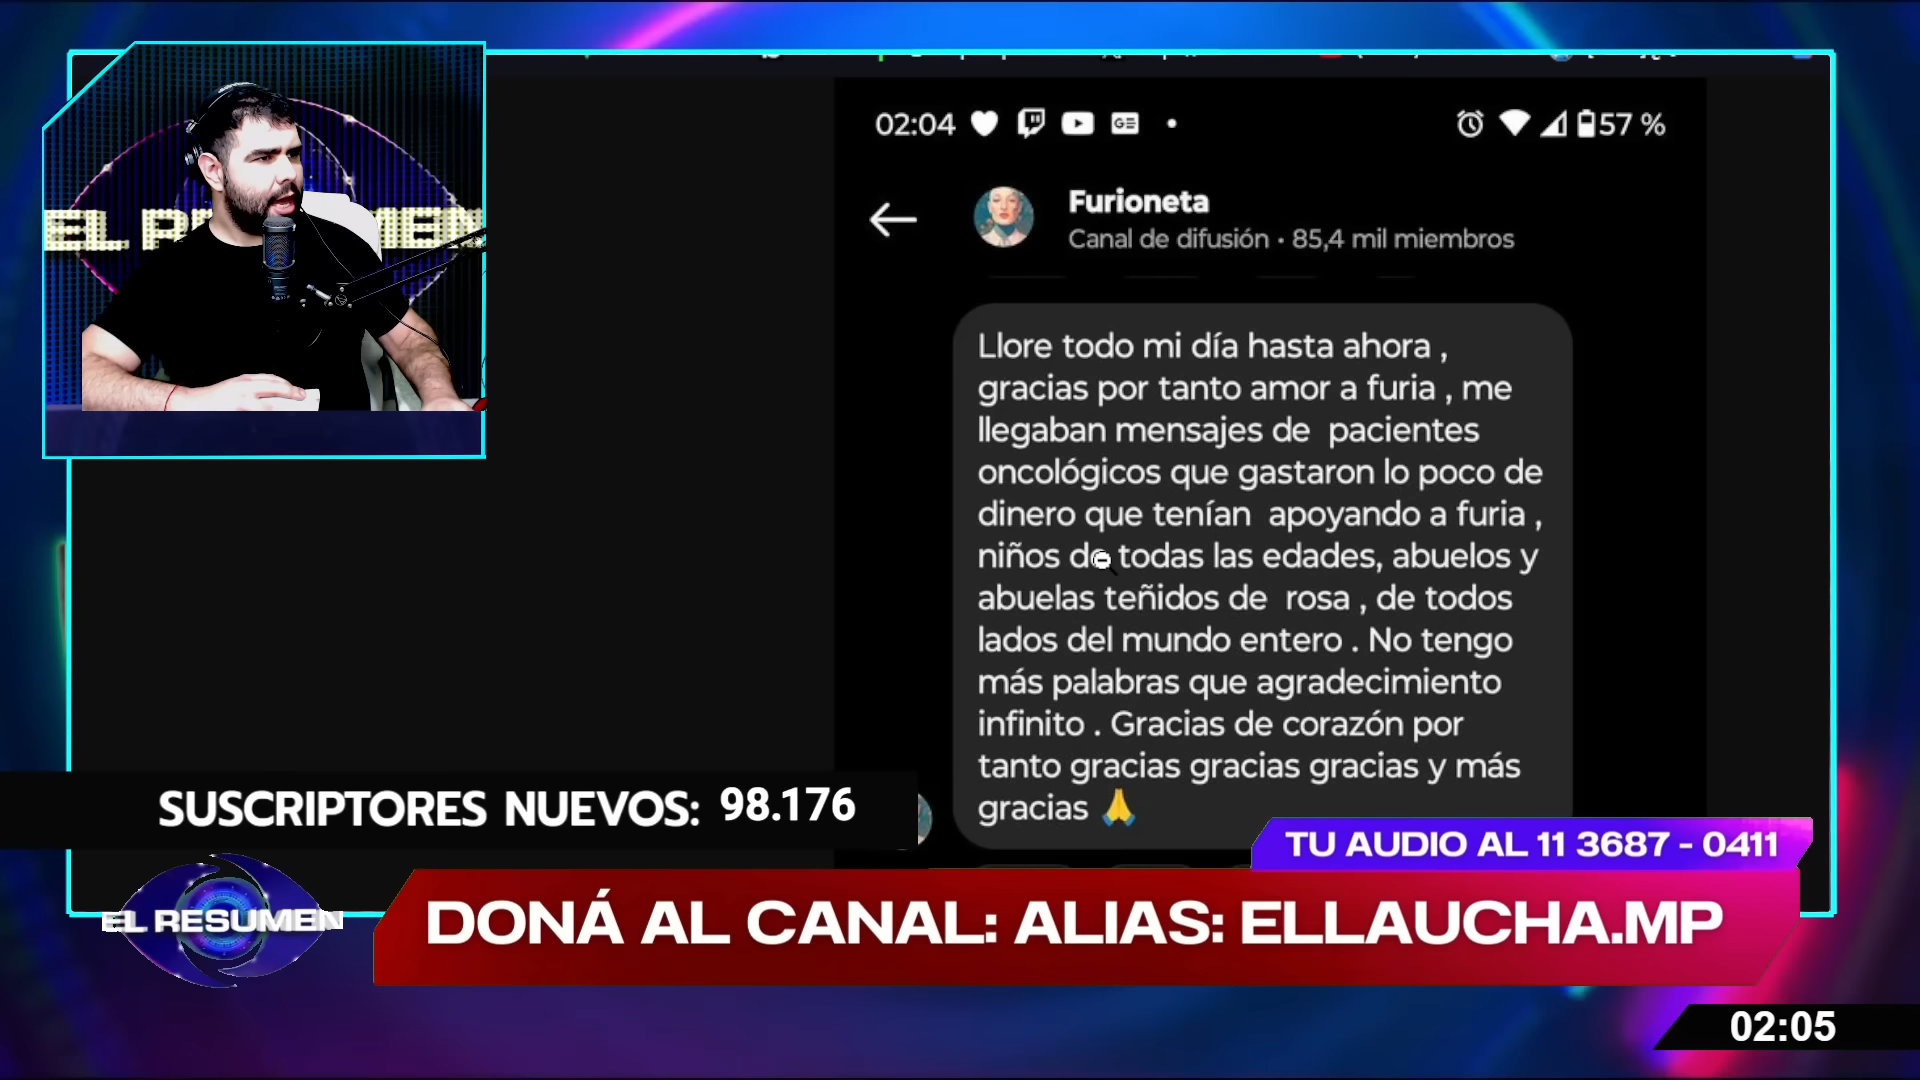 02:04
57 %
Furioneta
Canal de difusión • 85,4 mil miembros
Llore todo mi día hasta ahora ,
gracias por tanto amor a furia , me
llegaban mensajes de  pacientes
oncológicos que gastaron lo poco de
dinero que tenían  apoyando a furia ,
niños de todas las edades, abuelos y
abuelas teñidos de  rosa , de todos
lados del mundo entero . No tengo
más palabras que agradecimiento
infinito . Gracias de corazón por
tanto gracias gracias gracias y más
gracias 🙏
SUSCRIPTORES NUEVOS: 98.176
TU AUDIO AL 11 3687 - 0411
EL RESUMEN
DONÁ AL CANAL: ALIAS: ELLAUCHA.MP
02:05